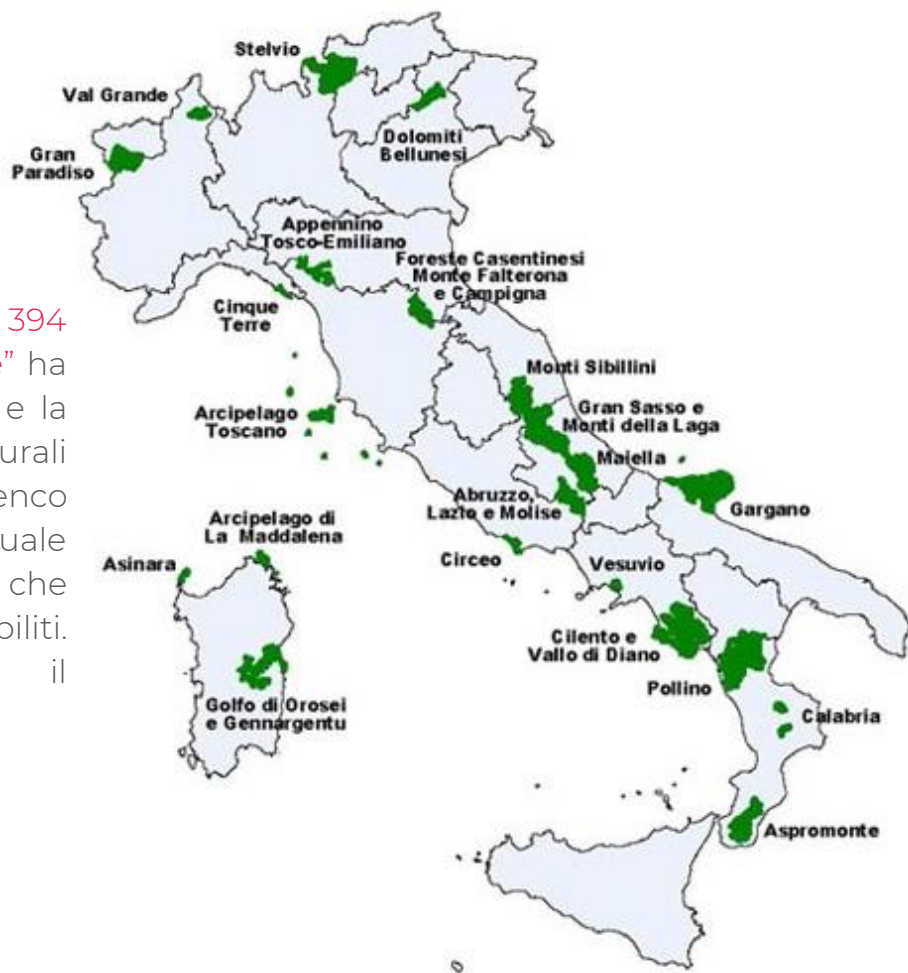 Stelvio
Val Grande
Gran
Paradiso
Dolomiti
Bellunesi
Appennino
Tosco-Emiliano
Foreste Casentinesi
Monte Falterona
e Campigna
Cinque
Terre
394
e” ha
e la
urali
enco
uale
che
biliti.
il
Monti Sibillini
Gran Sasso e
Monti della Laga
Maiella
Arcipelago
Toscano
Abruzzo,
Lazio e Molise
Gargano
Arcipelago di
La Maddalena
Asinara
Circeo
Vesuvio
Cilento e
Vallo di Diano
Pollino
Golfo di Orosei
e Gennargentu
Calabria
Aspromonte